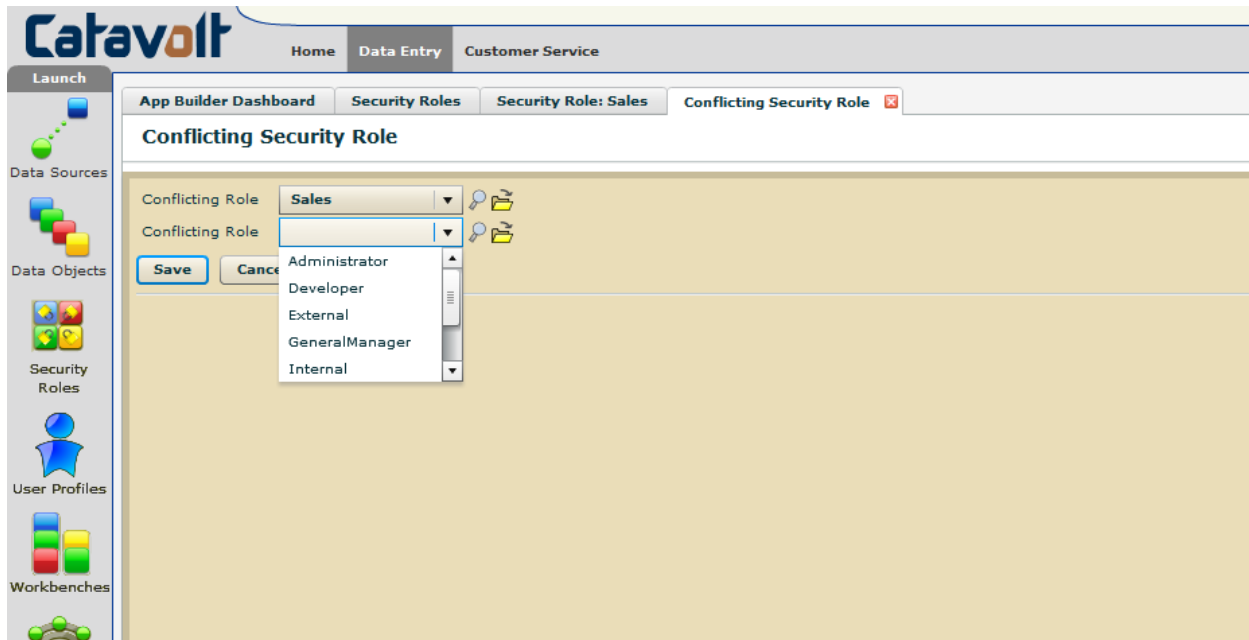 Catavolt
Home Data Entry Customer Service
Launch
App Builder Dashboard Security Roles Security Role: Sales Conflicting Security Role
Conflicting Security Role
Data Sources
Conflicting Role Sales
Conflicting Role
Save Cance
Administrator
Developer
External
GeneralManager
Internal
Data Objects
Security
Roles
User Profiles
Workbenches